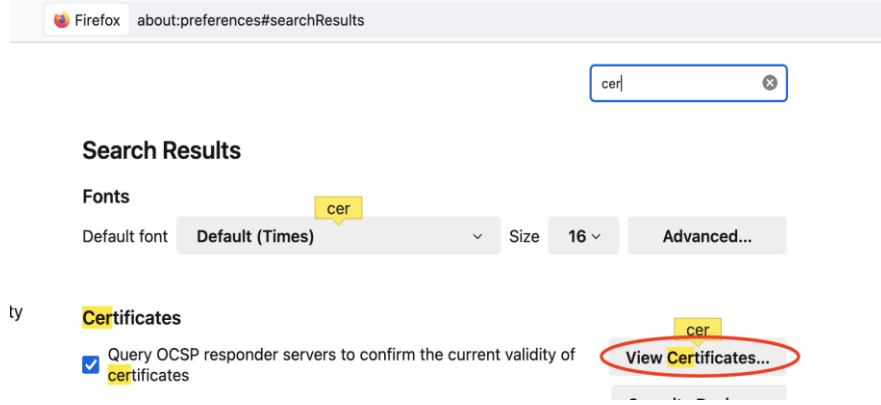 Firefox about:preferences#searchResults
cer
Search Results
Fonts
cer
Default font Default (Times) Size 16 Advanced...
ty
Certificates
cer
Query OCSP responder servers to confirm the current validity of
certificates
View Certificates...